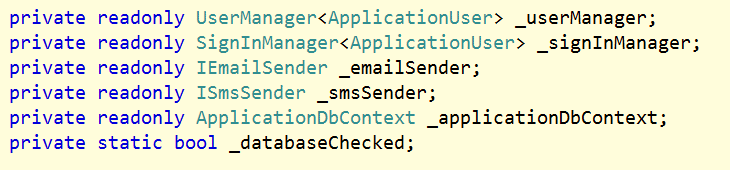 private readonly UserManager<ApplicationUser> _userManager;
private readonly SignInManager<ApplicationUser> _signInManager;
private readonly IEmailSender _emailSender;
private readonly ISmsSender _smsSender;
private readonly ApplicationDbContext _applicationDbContext;
private static bool _databaseChecked;